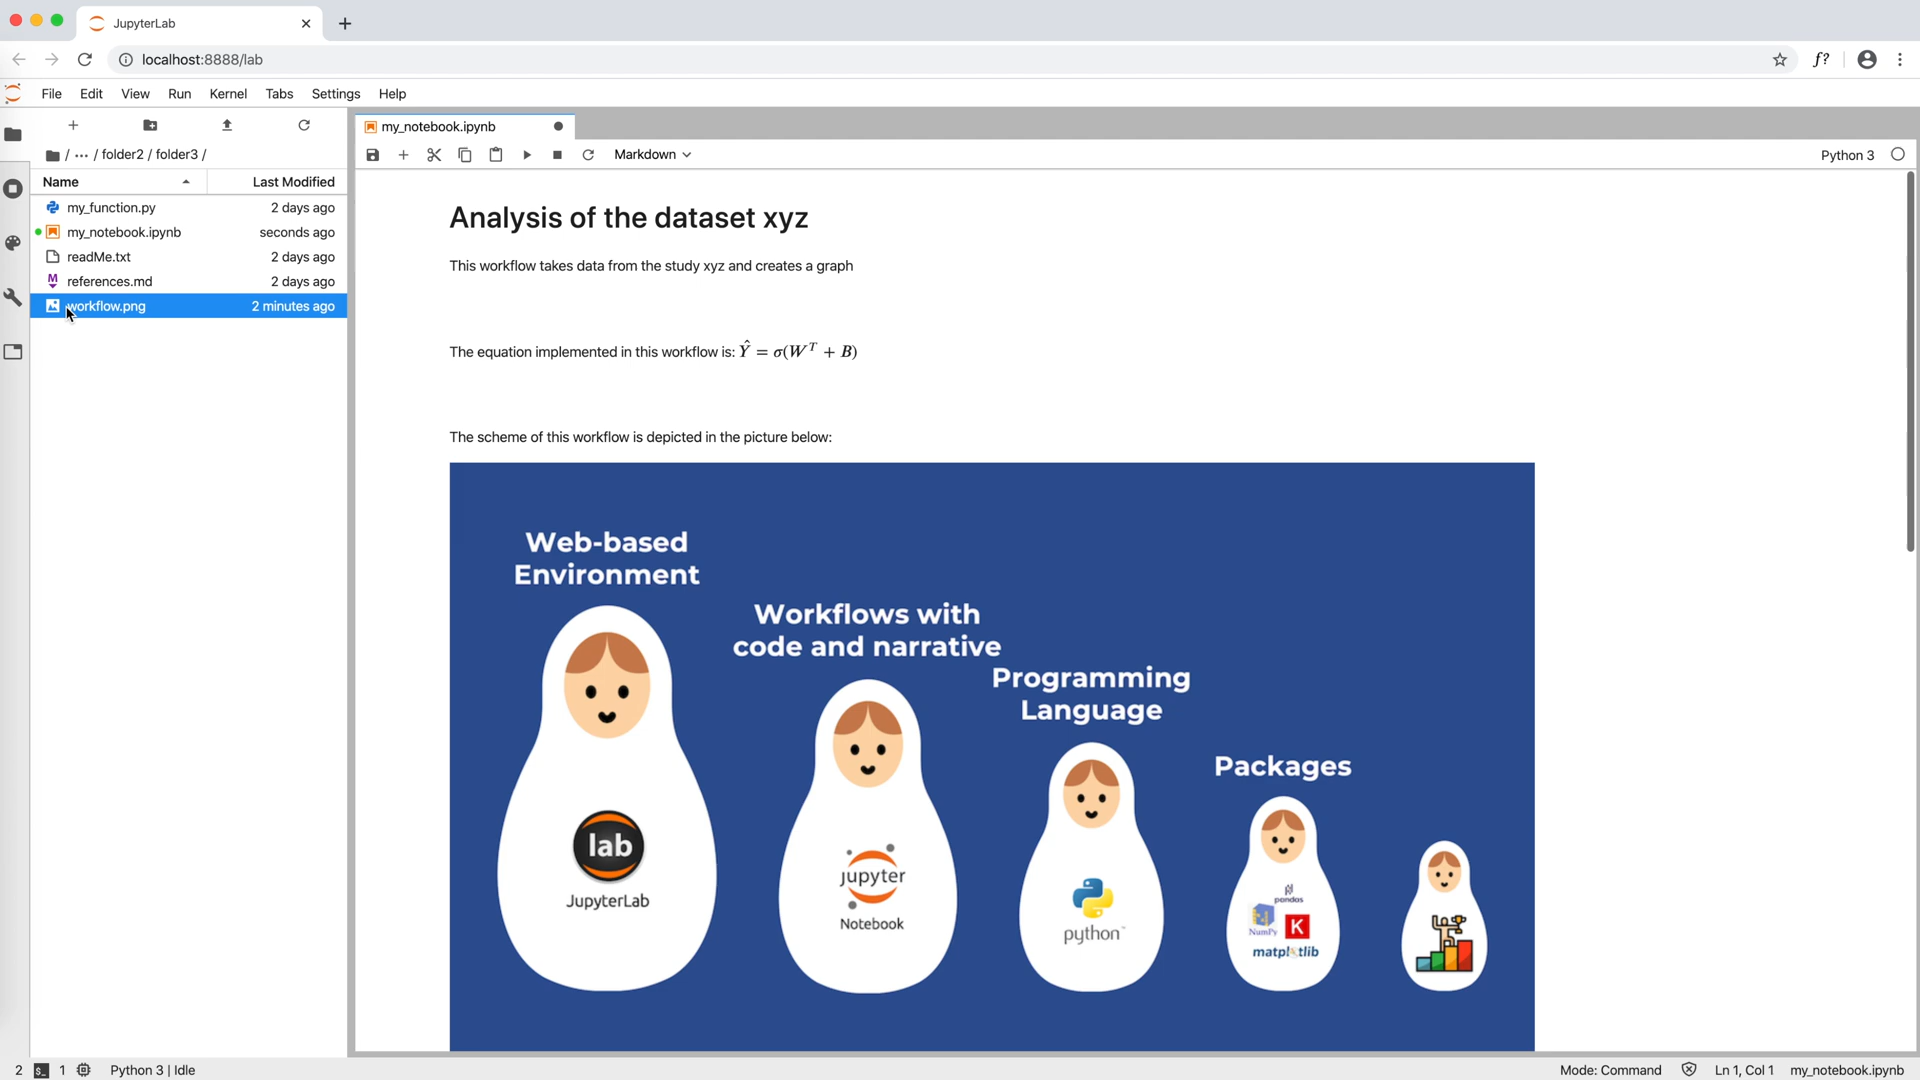 JupyterLab
localhost:8888/lab
f?
File Edit View Run Kernel Tabs Settings Help
/ ··· / folder2 / folder3 /
Name Last Modified
my_function.py 2 days ago
my_notebook.ipynb seconds ago
readMe.txt 2 days ago
references.md 2 days ago
workflow.png 2 minutes ago
my_notebook.ipynb
Markdown
Python 3
Analysis of the dataset xyz
This workflow takes data from the study xyz and creates a graph
The equation implemented in this workflow is: Ŷ = σ(Wᵀ + B)
The scheme of this workflow is depicted in the picture below:
Web-based
Environment
Workflows with
code and narrative
Programming
Language
Packages
lab
JupyterLab
jupyter
Notebook
python™
pandas
NumPy K
matplotlib
2 $_ 1 Python 3 | Idle
Mode: Command Ln 1, Col 1 my_notebook.ipynb